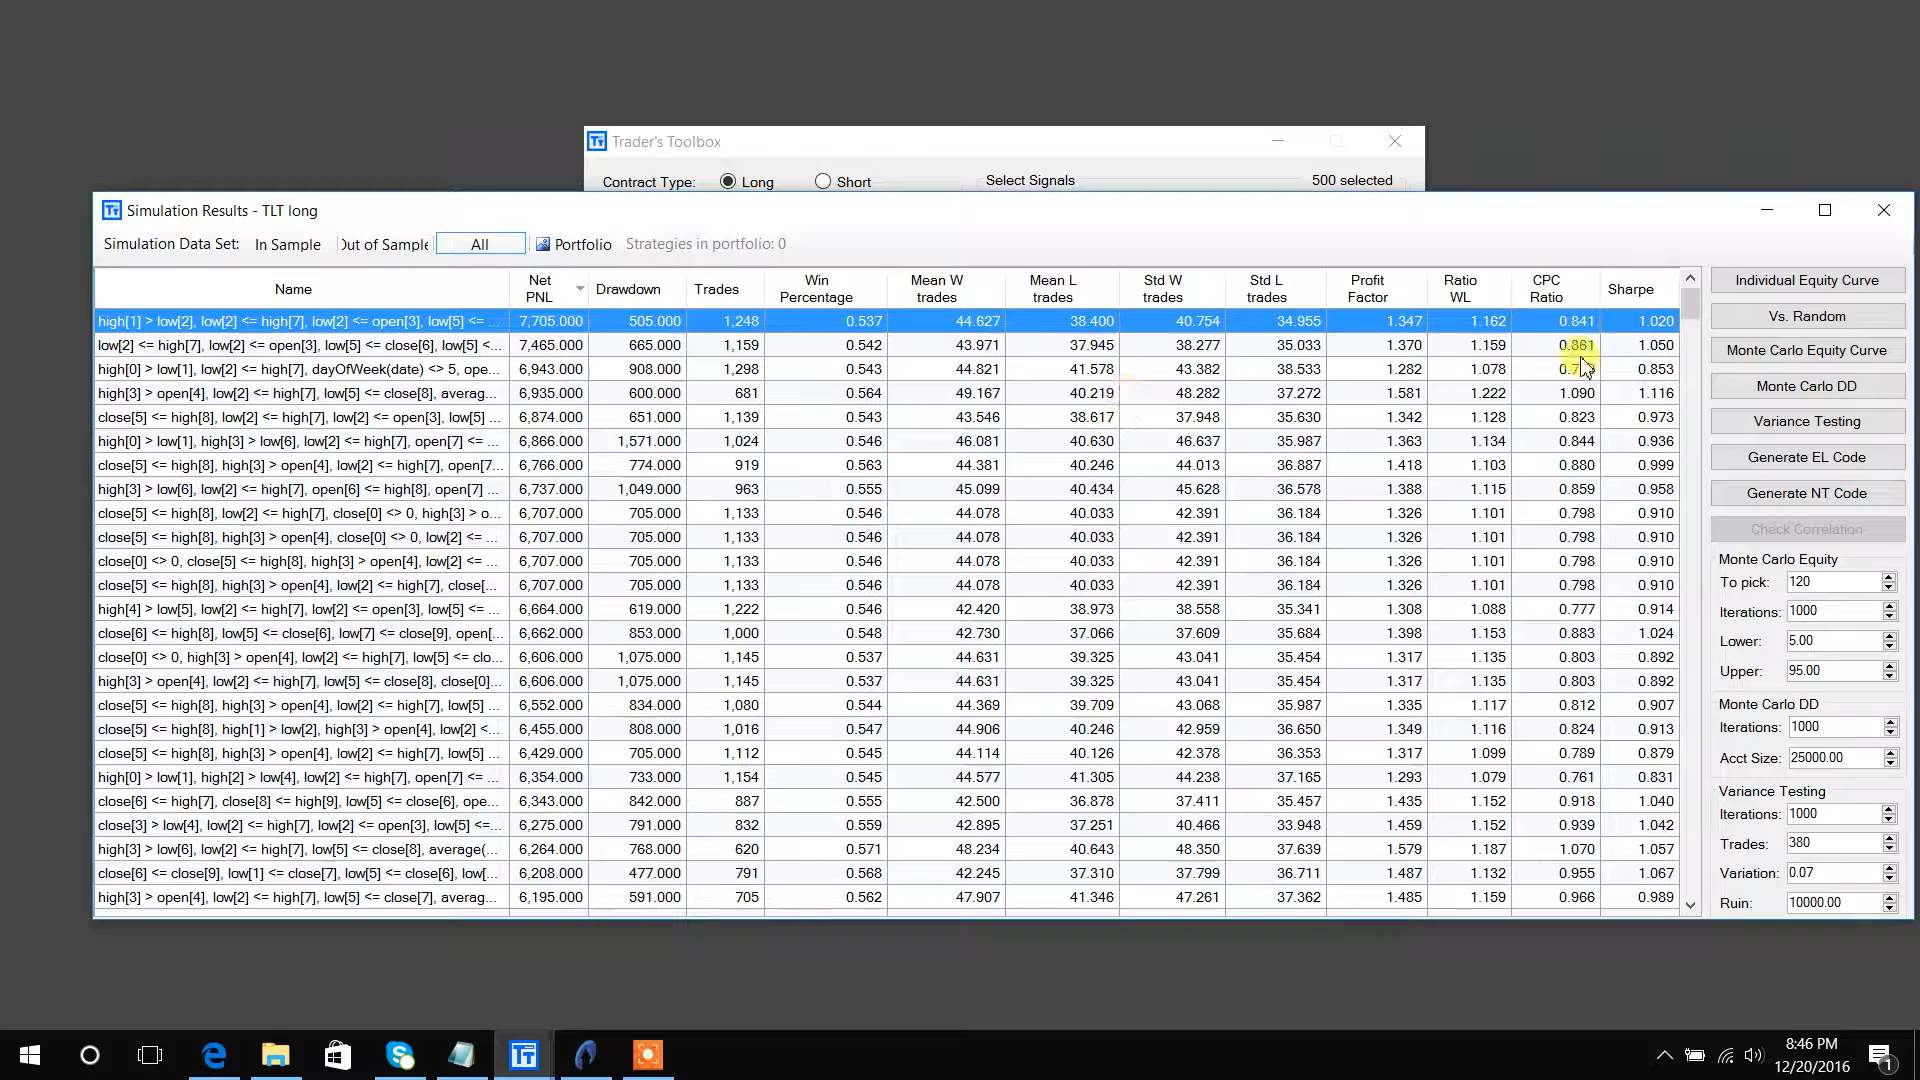 Trader's Toolbox
Contract Type: Long Short Select Signals 500 selected
Simulation Results - TLT long
Simulation Data Set: In Sample Out of Sample All Portfolio Strategies in portfolio: 0
Name Net PNL Drawdown Trades Win Percentage Mean W trades Mean L trades Std W trades Std L trades Profit Factor Ratio WL CPC Ratio Sharpe
high[1] > low[2], low[2] <= high[7], low[2] <= open[3], low[5] <= ... 7,705.000 505.000 1,248 0.537 44.627 38.400 40.754 34.955 1.347 1.162 0.841 1.020
low[2] <= high[7], low[2] <= open[3], low[5] <= close[6], low[5] <... 7,465.000 665.000 1,159 0.542 43.971 37.945 38.277 35.033 1.370 1.159 0.861 1.050
high[0] > low[1], low[2] <= high[7], dayOfWeek(date) <> 5, ope... 6,943.000 908.000 1,298 0.543 44.821 41.578 43.382 38.533 1.282 1.078 0.853
high[3] > open[4], low[2] <= high[7], low[5] <= close[8], averag... 6,935.000 600.000 681 0.564 49.167 40.219 48.282 37.272 1.581 1.222 1.090 1.116
close[5] <= high[8], low[2] <= high[7], low[2] <= open[3], low[5] ... 6,874.000 651.000 1,139 0.543 43.546 38.617 37.948 35.630 1.342 1.128 0.823 0.973
high[0] > low[1], high[3] > low[6], low[2] <= high[7], open[7] <= ... 6,866.000 1,571.000 1,024 0.546 46.081 40.630 46.637 35.987 1.363 1.134 0.844 0.936
close[5] <= high[8], high[3] > open[4], low[2] <= high[7], open[7... 6,766.000 774.000 919 0.563 44.381 40.246 44.013 36.887 1.418 1.103 0.880 0.999
high[3] > low[6], low[2] <= high[7], open[6] <= high[8], open[7] ... 6,737.000 1,049.000 963 0.555 45.099 40.434 45.628 36.578 1.388 1.115 0.859 0.958
close[5] <= high[8], low[2] <= high[7], close[0] <> 0, high[3] > o... 6,707.000 705.000 1,133 0.546 44.078 40.033 42.391 36.184 1.326 1.101 0.798 0.910
close[5] <= high[8], high[3] > open[4], close[0] <> 0, low[2] <= ... 6,707.000 705.000 1,133 0.546 44.078 40.033 42.391 36.184 1.326 1.101 0.798 0.910
close[0] <> 0, close[5] <= high[8], high[3] > open[4], low[2] <= ... 6,707.000 705.000 1,133 0.546 44.078 40.033 42.391 36.184 1.326 1.101 0.798 0.910
close[5] <= high[8], high[3] > open[4], low[2] <= high[7], close[... 6,707.000 705.000 1,133 0.546 44.078 40.033 42.391 36.184 1.326 1.101 0.798 0.910
high[4] > low[5], low[2] <= high[7], low[2] <= open[3], low[5] <= ... 6,664.000 619.000 1,222 0.546 42.420 38.973 38.558 35.341 1.308 1.088 0.777 0.914
close[6] <= high[8], low[5] <= close[6], low[7] <= close[9], open[... 6,662.000 853.000 1,000 0.548 42.730 37.066 37.609 35.684 1.398 1.153 0.883 1.024
close[0] <> 0, high[3] > open[4], low[2] <= high[7], low[5] <= clo... 6,606.000 1,075.000 1,145 0.537 44.631 39.325 43.041 35.454 1.317 1.135 0.803 0.892
high[3] > open[4], low[2] <= high[7], low[5] <= close[8], close[0]... 6,606.000 1,075.000 1,145 0.537 44.631 39.325 43.041 35.454 1.317 1.135 0.803 0.892
close[5] <= high[8], high[3] > open[4], low[2] <= high[7], low[5] ... 6,552.000 834.000 1,080 0.544 44.369 39.709 43.068 35.987 1.335 1.117 0.812 0.907
close[5] <= high[8], high[1] > low[2], high[3] > open[4], low[2] <... 6,455.000 808.000 1,016 0.547 44.906 40.246 42.959 36.650 1.349 1.116 0.824 0.913
close[5] <= high[8], high[3] > open[4], low[2] <= high[7], low[5] ... 6,429.000 705.000 1,112 0.545 44.114 40.126 42.378 36.353 1.317 1.099 0.789 0.879
high[0] > low[1], high[2] > low[4], low[2] <= high[7], open[7] <= ... 6,354.000 733.000 1,154 0.545 44.577 41.305 44.238 37.165 1.293 1.079 0.761 0.831
close[6] <= high[7], close[8] <= high[9], low[5] <= close[6], ope... 6,343.000 842.000 887 0.555 42.500 36.878 37.411 35.457 1.435 1.152 0.918 1.040
close[3] > low[4], low[2] <= high[7], low[2] <= open[3], low[5] <=... 6,275.000 791.000 832 0.559 42.895 37.251 40.466 33.948 1.459 1.152 0.939 1.042
high[3] > low[6], low[2] <= high[7], low[5] <= close[8], average(... 6,264.000 768.000 620 0.571 48.234 40.643 48.350 37.639 1.579 1.187 1.070 1.057
close[6] <= close[9], low[1] <= close[7], low[5] <= close[6], low[... 6,208.000 477.000 791 0.568 42.245 37.310 37.799 36.711 1.487 1.132 0.955 1.067
high[3] > open[4], low[2] <= high[7], low[5] <= close[7], averag... 6,195.000 591.000 705 0.562 47.907 41.346 47.261 37.362 1.485 1.159 0.966 0.989
Individual Equity Curve
Vs. Random
Monte Carlo Equity Curve
Monte Carlo DD
Variance Testing
Generate EL Code
Generate NT Code
Check Correlation
Monte Carlo Equity
To pick: 120
Iterations: 1000
Lower: 5.00
Upper: 95.00
Monte Carlo DD
Iterations: 1000
Acct Size: 25000.00
Variance Testing
Iterations: 1000
Trades: 380
Variation: 0.07
Ruin: 10000.00
8:46 PM
12/20/2016
1